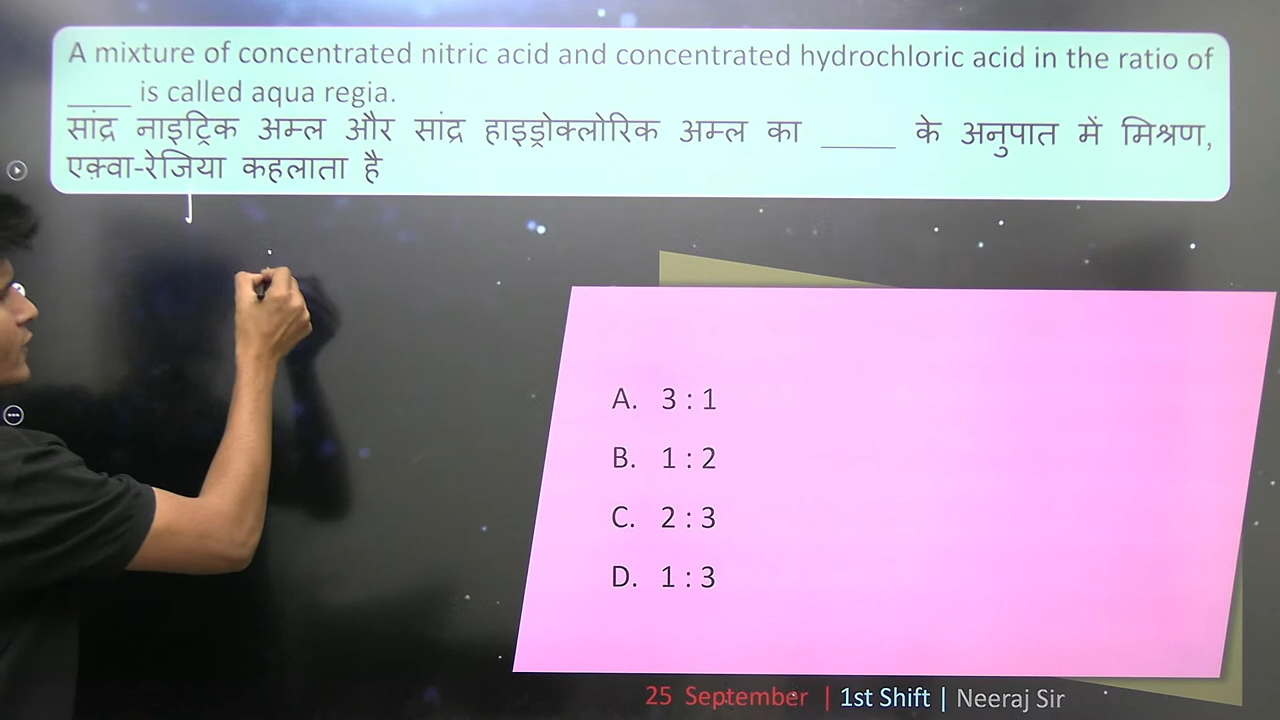 A mixture of concentrated nitric acid and concentrated hydrochloric acid in the ratio of
_____ is called aqua regia.
सांद्र नाइट्रिक अम्ल और सांद्र हाइड्रोक्लोरिक अम्ल का _____ के अनुपात में मिश्रण,
एक़्वा-रेजिया कहलाता है
A. 3 : 1
B. 1 : 2
C. 2 : 3
D. 1 : 3
25 September | 1st Shift | Neeraj Sir